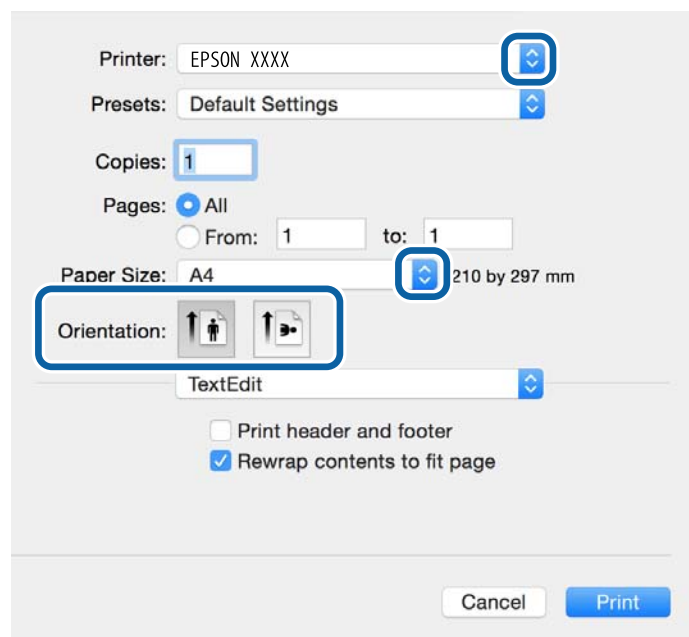 Printer: EPSON XXXX
Presets: Default Settings
Copies: 1
Pages: All
From: 1 to: 1
Paper Size: A4 210 by 297 mm
Orientation:
TextEdit
Print header and footer
Rewrap contents to fit page
Cancel Print